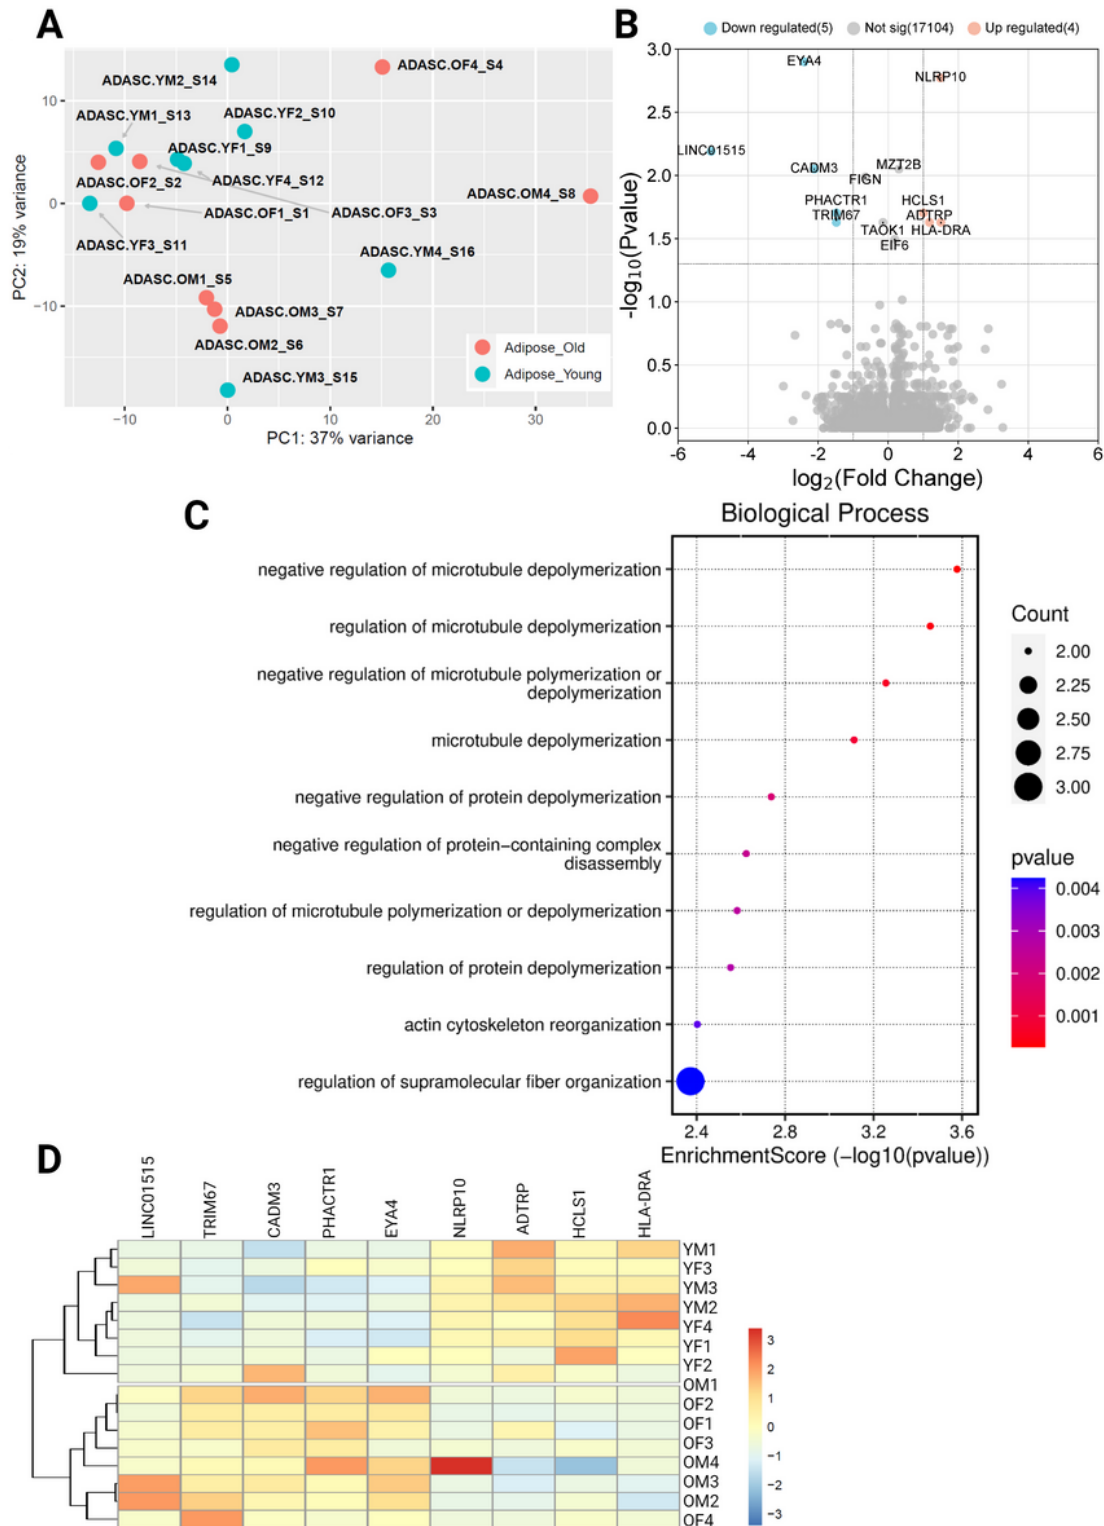 A
ADASC.OF4_S4
ADASC.YM2_S14
ADASC.YF2_S10
ADASC.YM1_S13
ADASC.YF1_S9
ADASC.OF2_S2
ADASC.YF4_S12
ADASC.OM4_S8
ADASC.OF1_S1
ADASC.OF3_S3
ADASC.YF3_S11
ADASC.YM4_S16
ADASC.OM1_S5
ADASC.OM3_S7
ADASC.OM2_S6
ADASC.YM3_S15
Adipose_Old
Adipose_Young
10
0
−10
PC2: 19% variance
−10
0
10
20
30
PC1: 37% variance
B
Down regulated(5)
Not sig(17104)
Up regulated(4)
3.0
2.5
2.0
1.5
1.0
0.5
0.0
-log10(Pvalue)
EYA4
NLRP10
LINC01515
CADM3
MZT2B
FIGN
PHACTR1
HCLS1
TRIM67
ADTRP
TAOK1
HLA-DRA
EIF6
-6
-4
-2
0
2
4
6
log2(Fold Change)
C
Biological Process
negative regulation of microtubule depolymerization
regulation of microtubule depolymerization
negative regulation of microtubule polymerization or
depolymerization
microtubule depolymerization
negative regulation of protein depolymerization
negative regulation of protein−containing complex
disassembly
regulation of microtubule polymerization or depolymerization
regulation of protein depolymerization
actin cytoskeleton reorganization
regulation of supramolecular fiber organization
2.4
2.8
3.2
3.6
EnrichmentScore (−log10(pvalue))
Count
2.00
2.25
2.50
2.75
3.00
pvalue
0.004
0.003
0.002
0.001
D
LINC01515
TRIM67
CADM3
PHACTR1
EYA4
NLRP10
ADTRP
HCLS1
HLA-DRA
YM1
YF3
YM3
YM2
YF4
YF1
YF2
OM1
OF2
OF1
OF3
OM4
OM3
OM2
OF4
3
2
1
0
−1
−2
−3